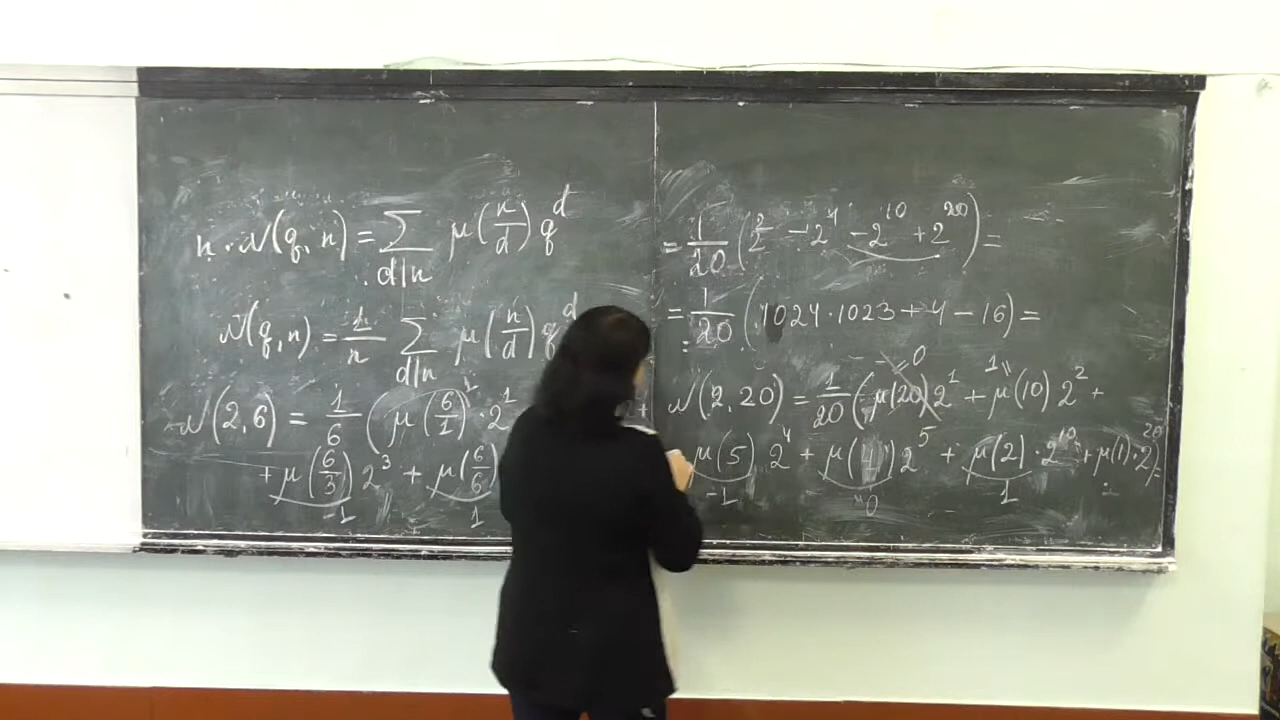 n · N(q, n) = ∑_{d|n} μ(n/d) q^d
N(q, n) = 1/n ∑_{d|n} μ(n/d) q^d
N(2, 6) = 1/6 (μ(6/1) · 2^1
1
+ μ(6/3) 2^3 + μ(6/6)
-1 1
= 1/20 (2^2 - 2^4 - 2^10 + 2^20) =
= 1/20 (1024 · 1023 + 4 - 16) =
= 0 1
N(2, 20) = 1/20 (μ(20) 2^1 + μ(10) 2^2 +
μ(5) 2^4 + μ(4) 2^5 + μ(2) · 2^10 + μ(1) · 2^20) =
-1 0 1